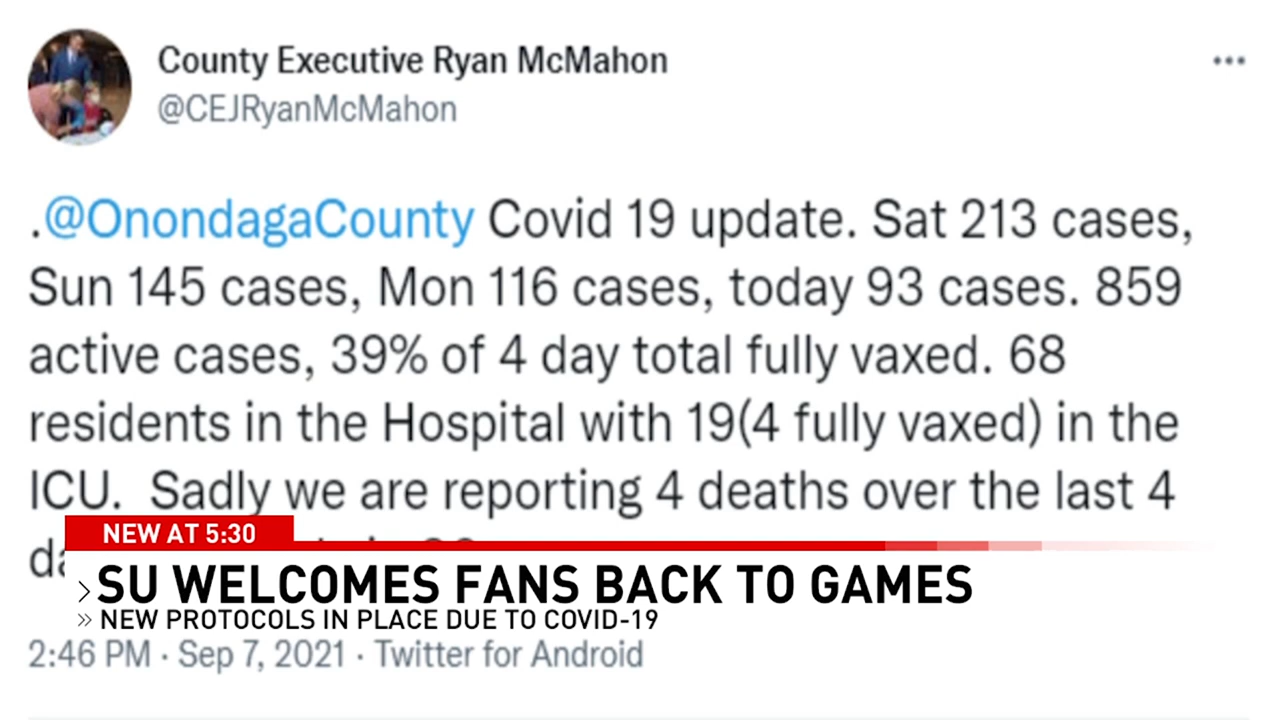 County Executive Ryan McMahon
@CEJRyanMcMahon
.@OnondagaCounty Covid 19 update. Sat 213 cases,
Sun 145 cases, Mon 116 cases, today 93 cases. 859
active cases, 39% of 4 day total fully vaxed. 68
residents in the Hospital with 19(4 fully vaxed) in the
ICU. Sadly we are reporting 4 deaths over the last 4
NEW AT 5:30
SU WELCOMES FANS BACK TO GAMES
» NEW PROTOCOLS IN PLACE DUE TO COVID-19
2:46 PM · Sep 7, 2021 · Twitter for Android